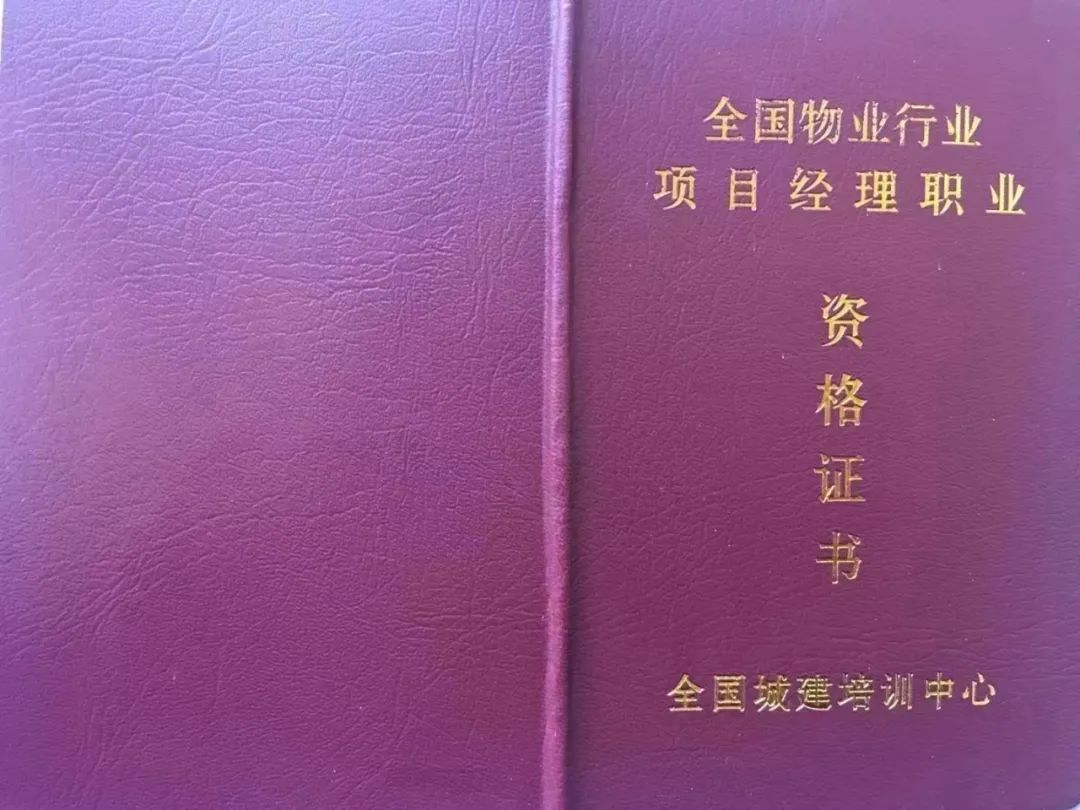 全国物业行业
项目经理职业
资格证书
全国城建培训中心